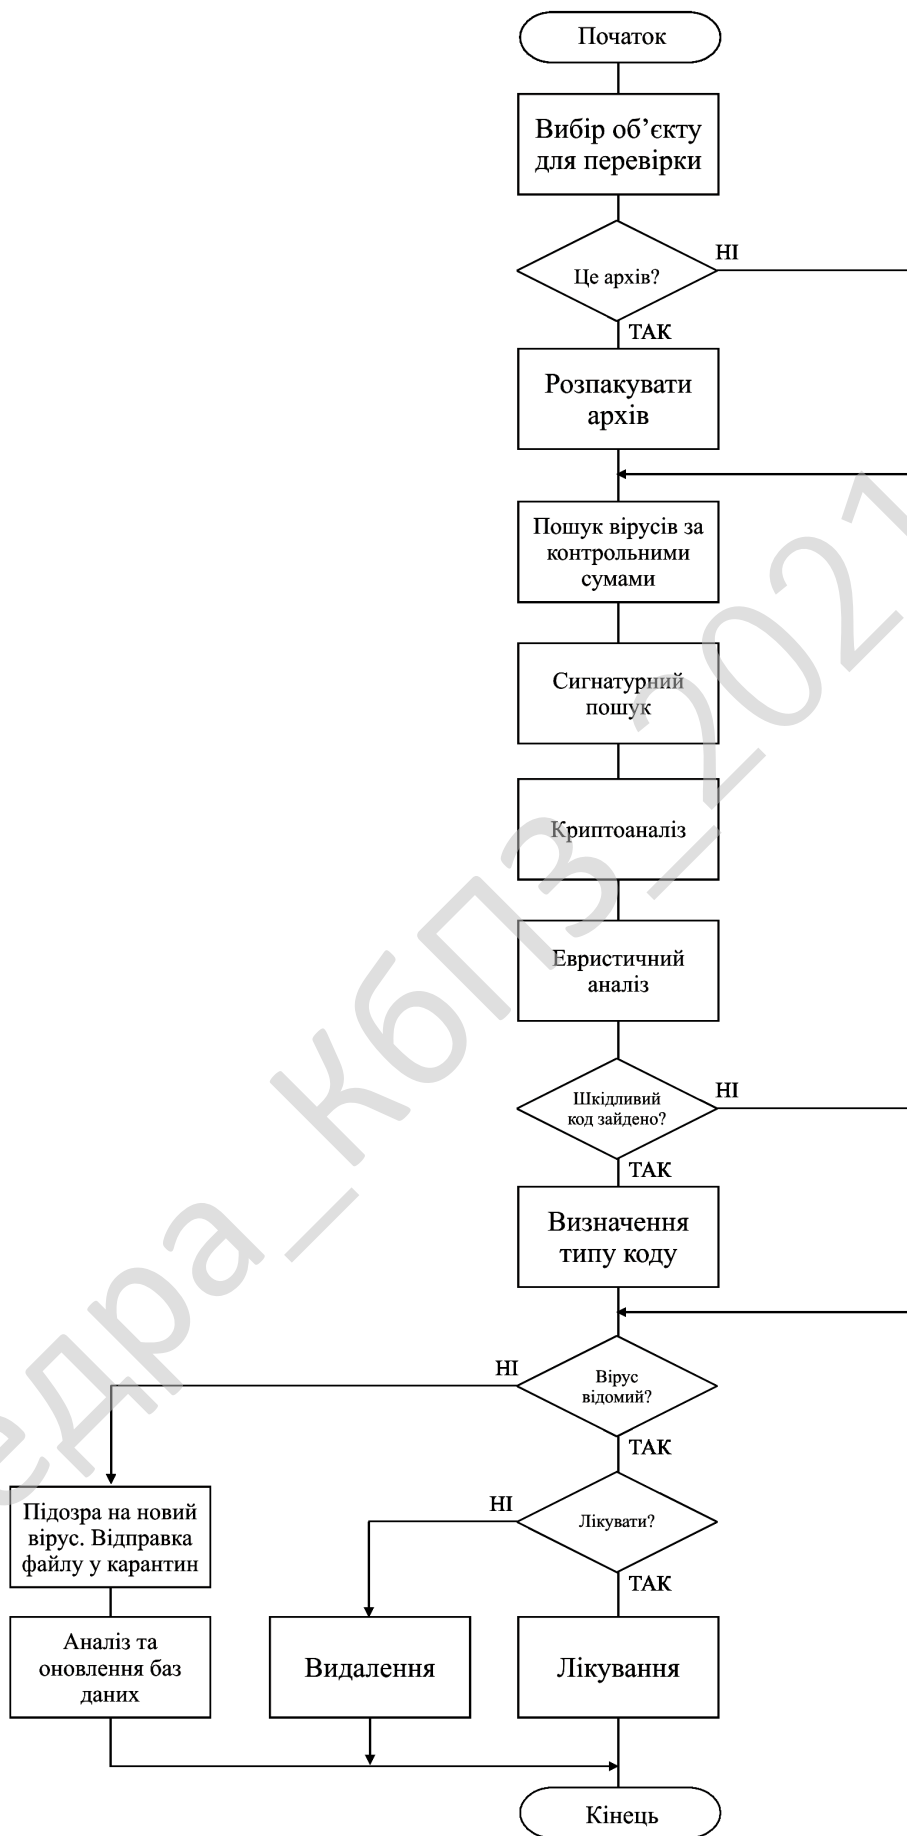 Початок
Вибір об’єкту
для перевірки
НІ
Це архів?
ТАК
Розпакувати
архів
Пошук вірусів за
контрольними
сумами
Сигнатурний
пошук
Криптоаналіз
Евристичний
аналіз
НІ
Шкідливий
код зайдено?
ТАК
Визначення
типу коду
НІ
Вірус
відомий?
ТАК
НІ
Лікувати?
ТАК
Підозра на новий
вірус. Відправка
файлу у карантин
Аналіз та
оновлення баз
даних
Видалення
Лікування
Кінець
едра_КбПЗ_2021